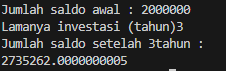 Jumlah saldo awal : 2000000
Lamanya investasi (tahun)3
Jumlah saldo setelah 3tahun :
2735262.0000000005